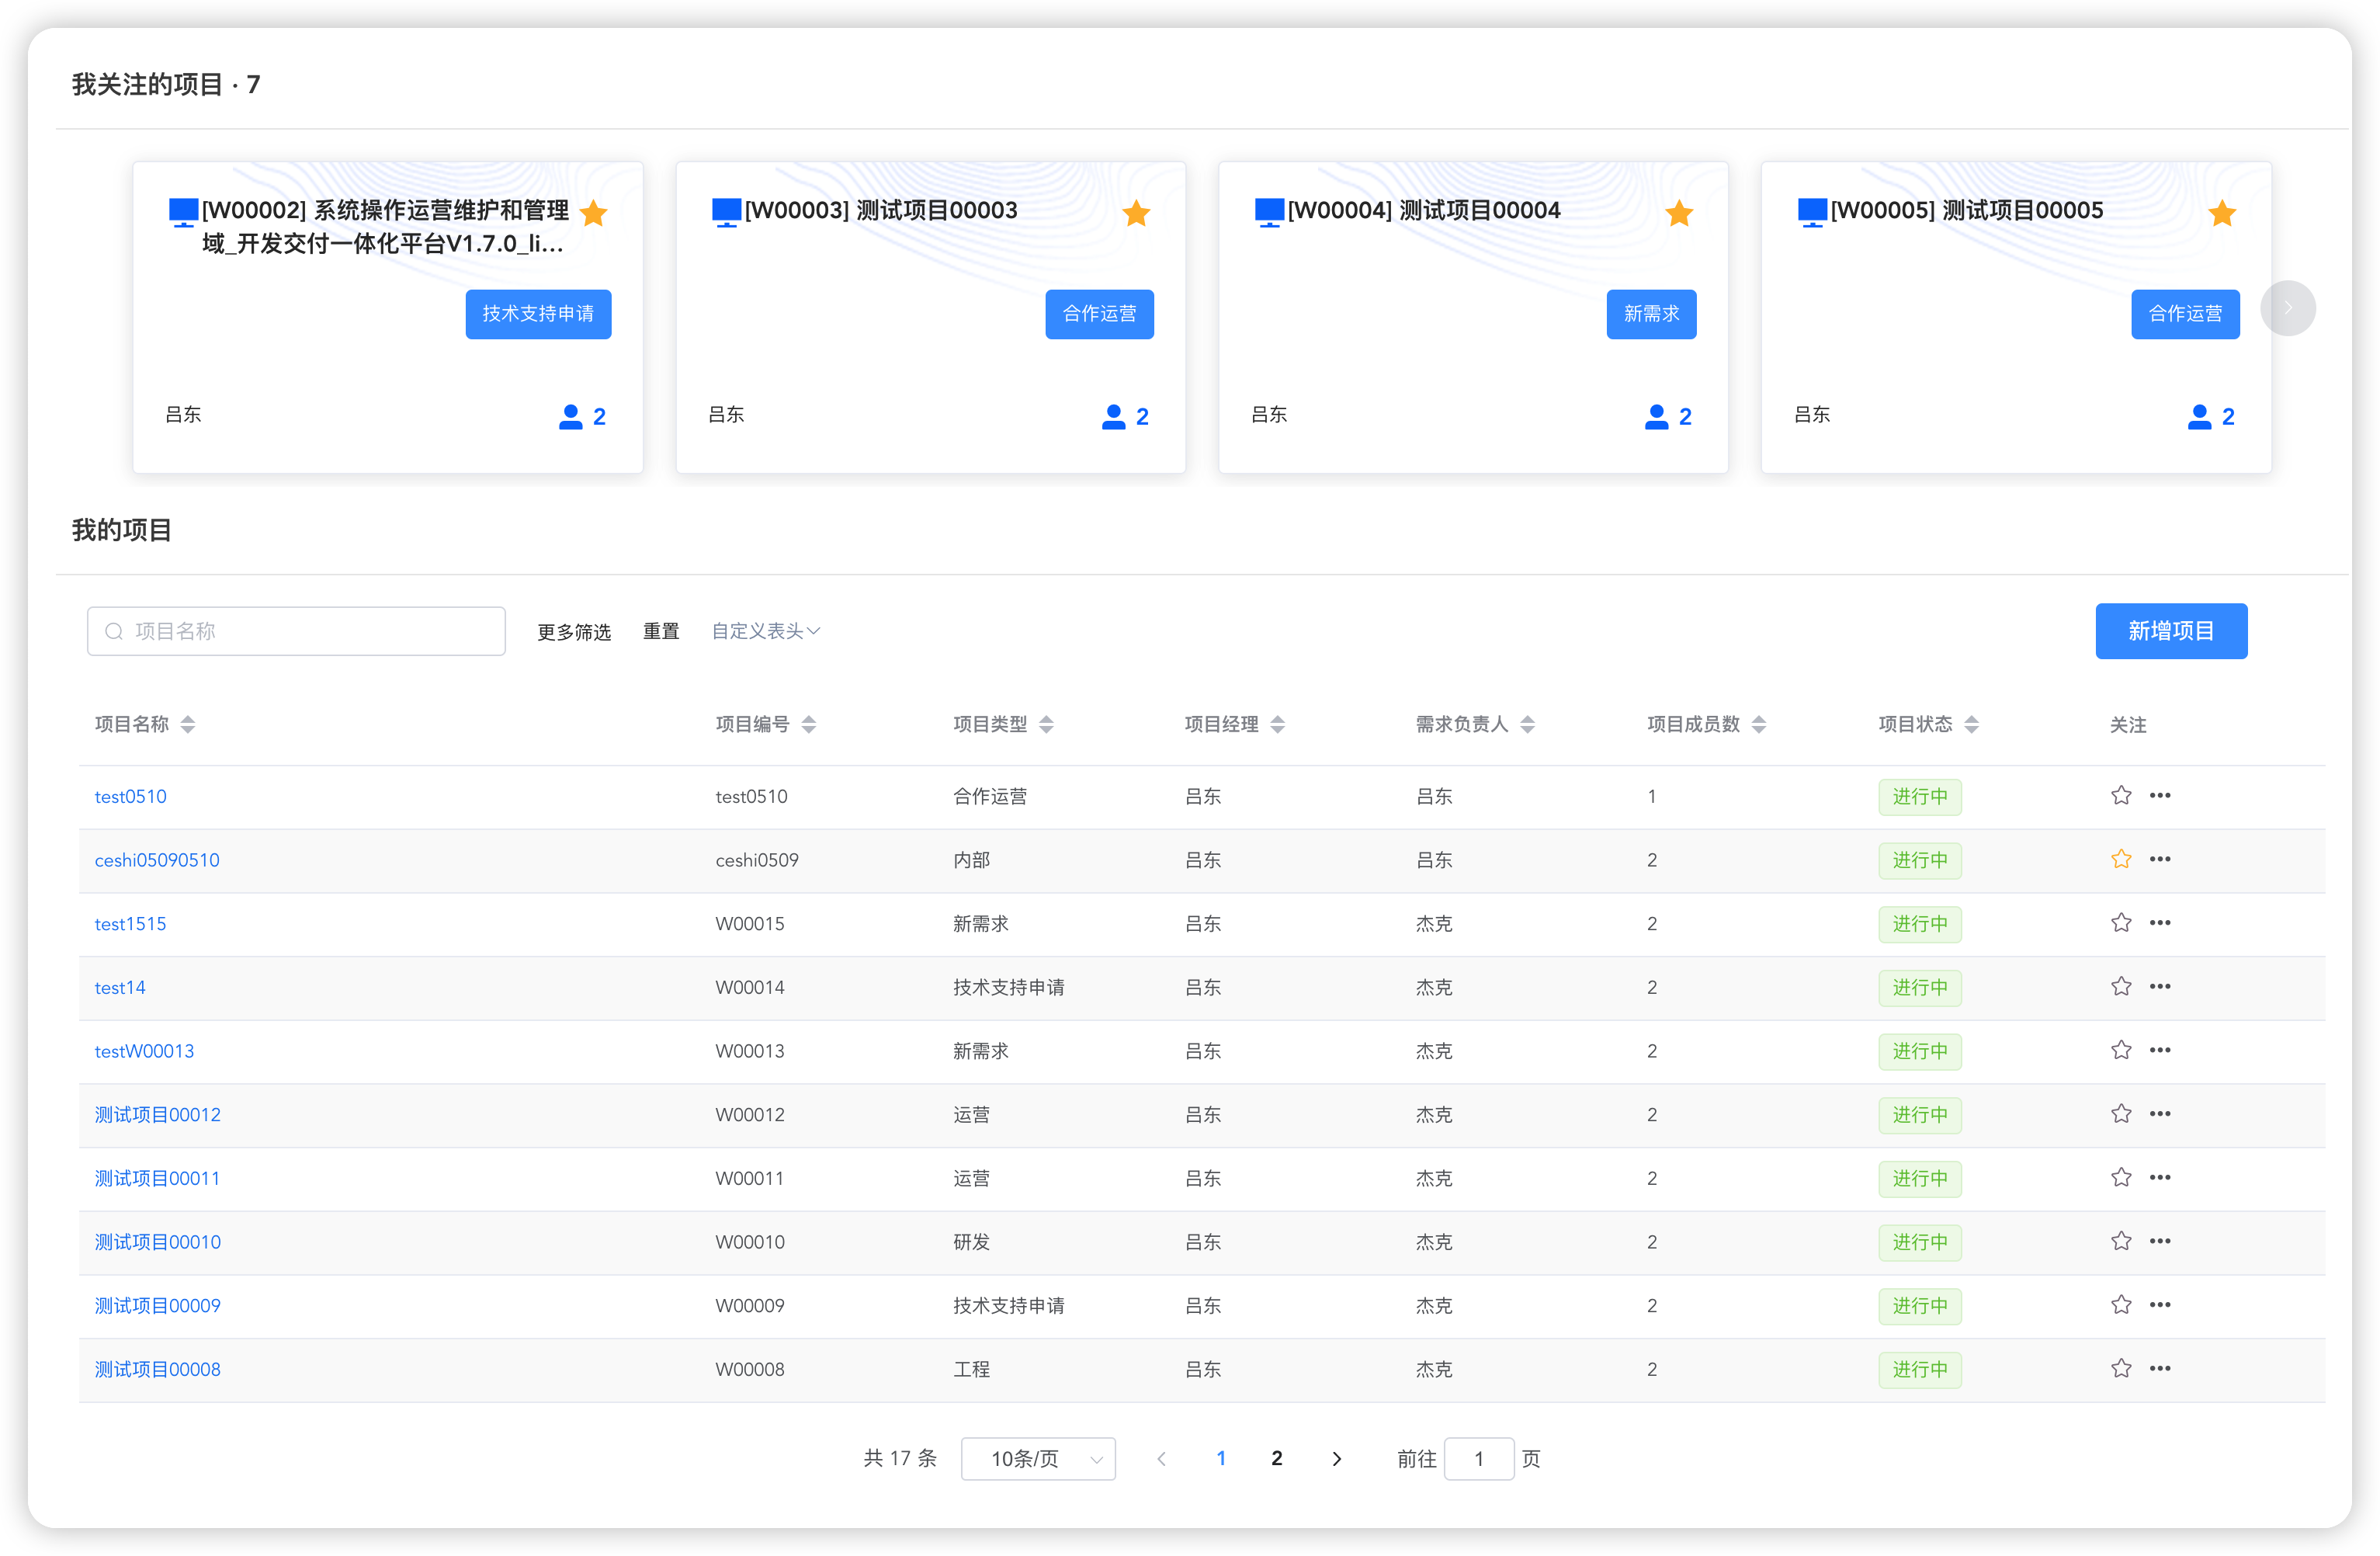 我关注的项目 · 7
[W00002] 系统操作运营维护和管理
域_开发交付一体化平台V1.7.0_li...
技术支持申请
吕东 2
[W00003] 测试项目00003
合作运营
吕东 2
[W00004] 测试项目00004
新需求
吕东 2
[W00005] 测试项目00005
合作运营
吕东 2
我的项目
项目名称 更多筛选 重置 自定义表头 新增项目
项目名称 项目编号 项目类型 项目经理 需求负责人 项目成员数 项目状态 关注
test0510 test0510 合作运营 吕东 吕东 1 进行中
ceshi05090510 ceshi0509 内部 吕东 吕东 2 进行中
test1515 W00015 新需求 吕东 杰克 2 进行中
test14 W00014 技术支持申请 吕东 杰克 2 进行中
testW00013 W00013 新需求 吕东 杰克 2 进行中
测试项目00012 W00012 运营 吕东 杰克 2 进行中
测试项目00011 W00011 运营 吕东 杰克 2 进行中
测试项目00010 W00010 研发 吕东 杰克 2 进行中
测试项目00009 W00009 技术支持申请 吕东 杰克 2 进行中
测试项目00008 W00008 工程 吕东 杰克 2 进行中
共 17 条 10条/页 1 2 前往 1 页